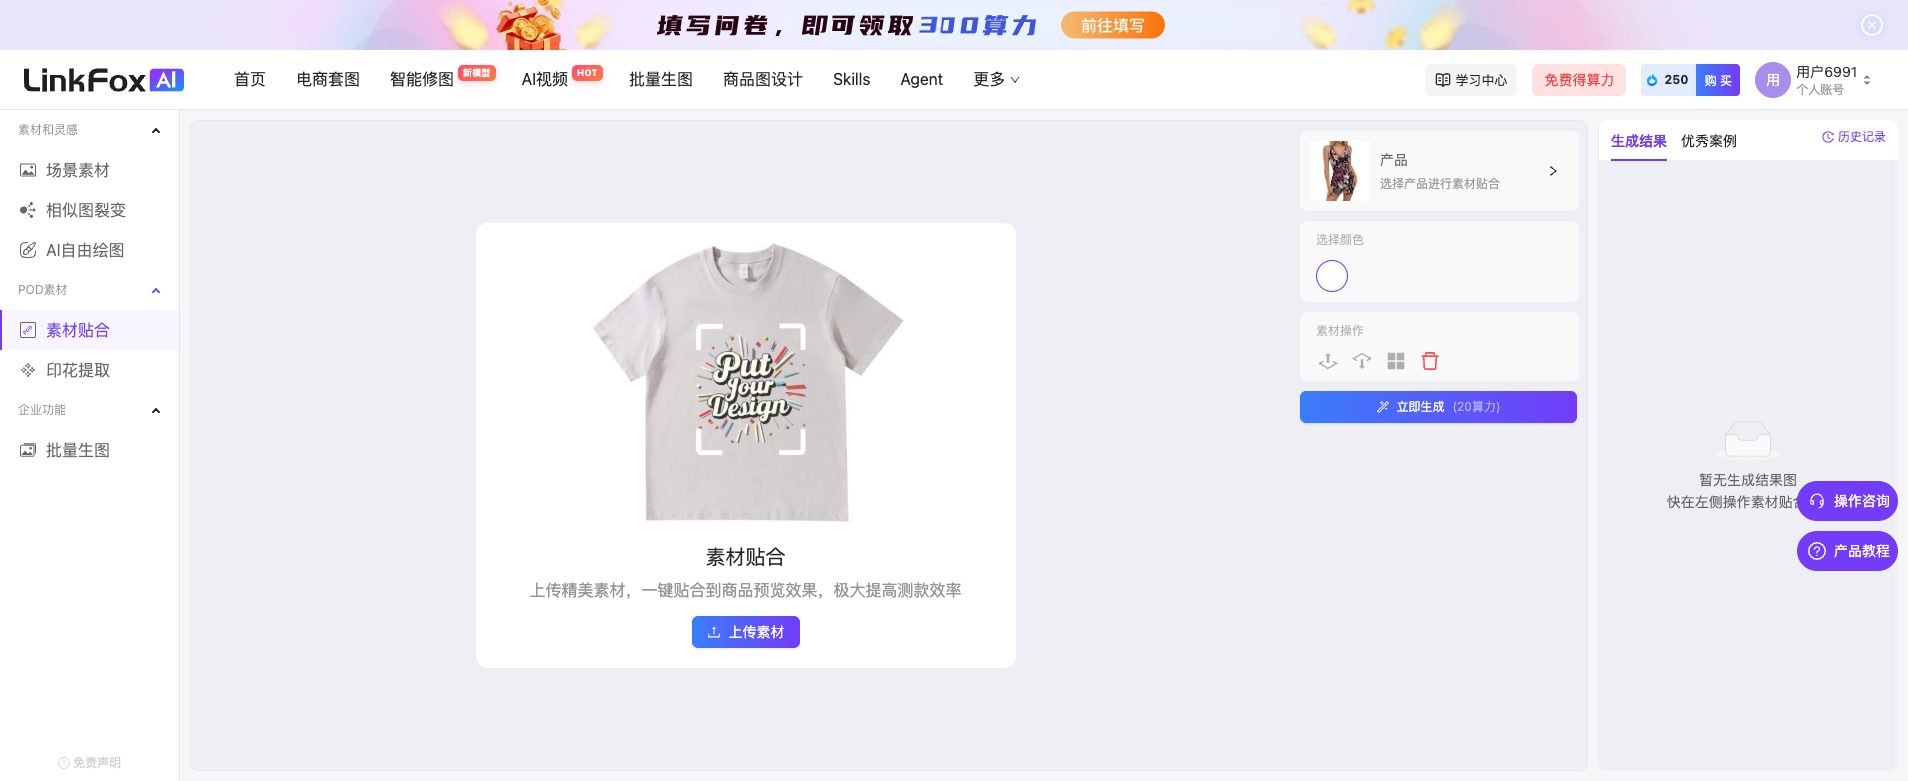 填写问卷，即可领取300算力
前往填写
LinkFox AI
首页
电商套图
智能修图
新模型
AI视频
HOT
批量生图
商品图设计
Skills
Agent
更多
学习中心
免费得算力
250
购 买
用
用户6991
个人账号
素材和灵感
场景素材
相似图裂变
AI自由绘图
POD素材
素材贴合
印花提取
企业功能
批量生图
免责声明
Put
Your
Design
素材贴合
上传精美素材，一键贴合到商品预览效果，极大提高测款效率
上传素材
产品
选择产品进行素材贴合
选择颜色
素材操作
立即生成 (20算力)
生成结果
优秀案例
历史记录
暂无生成结果图
快在左侧操作素材贴合
操作咨询
产品教程